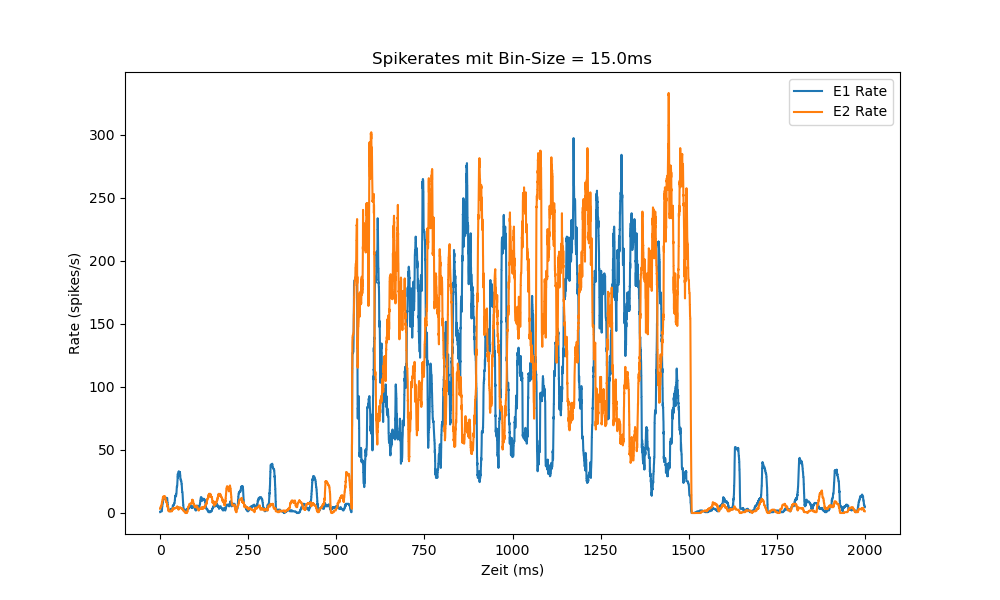 Spikerates mit Bin-Size = 15.0ms
E1 Rate
E2 Rate
Rate (spikes/s)
300
250
200
150
100
50
0
0 250 500 750 1000 1250 1500 1750 2000
Zeit (ms)